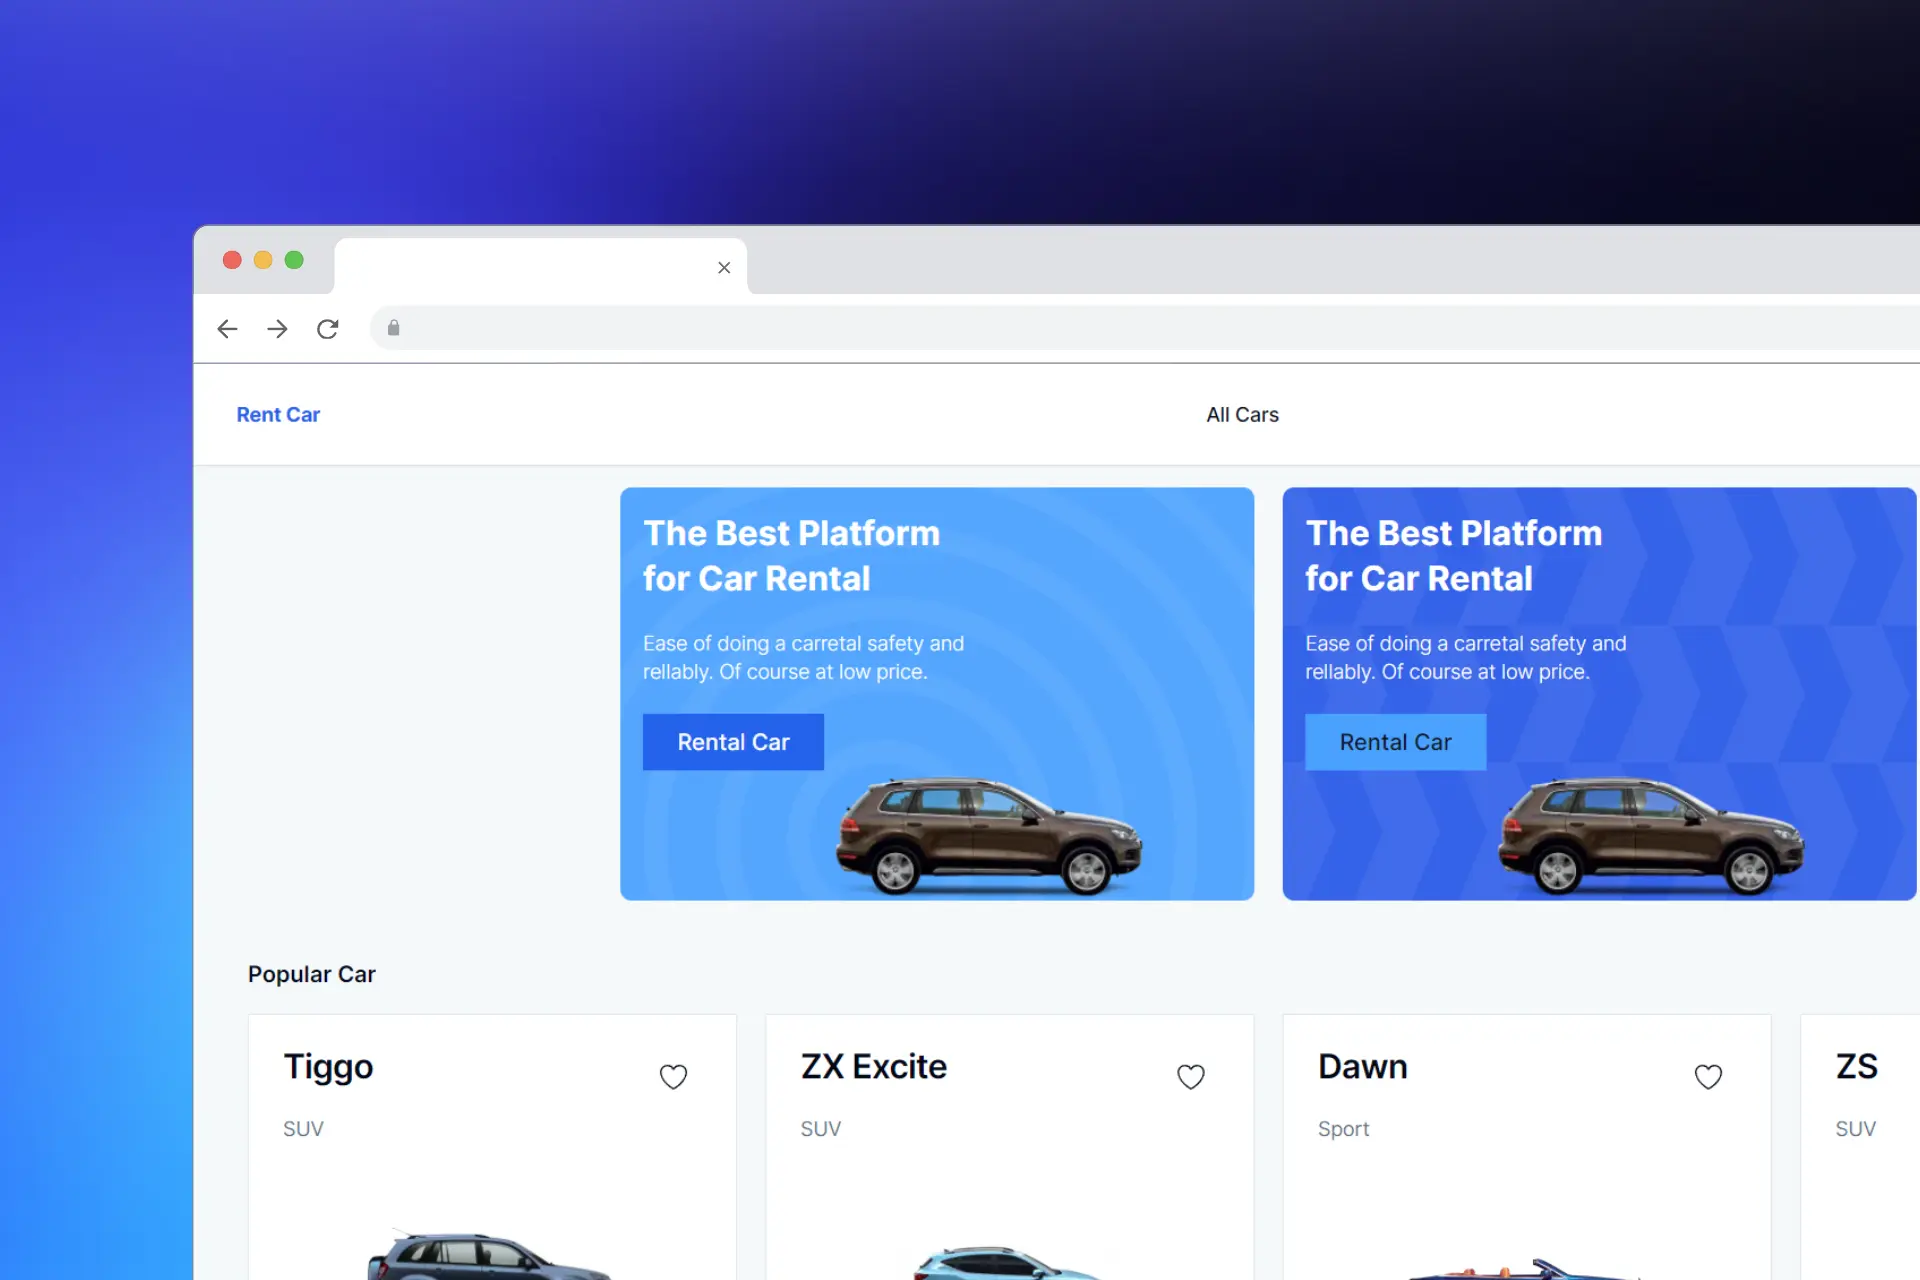 Rent Car
All Cars
The Best Platform
for Car Rental
Ease of doing a carretal safety and
rellably. Of course at low price.
Rental Car
The Best Platform
for Car Rental
Ease of doing a carretal safety and
rellably. Of course at low price.
Rental Car
Popular Car
Tiggo
SUV
ZX Excite
SUV
Dawn
Sport
ZS
SUV